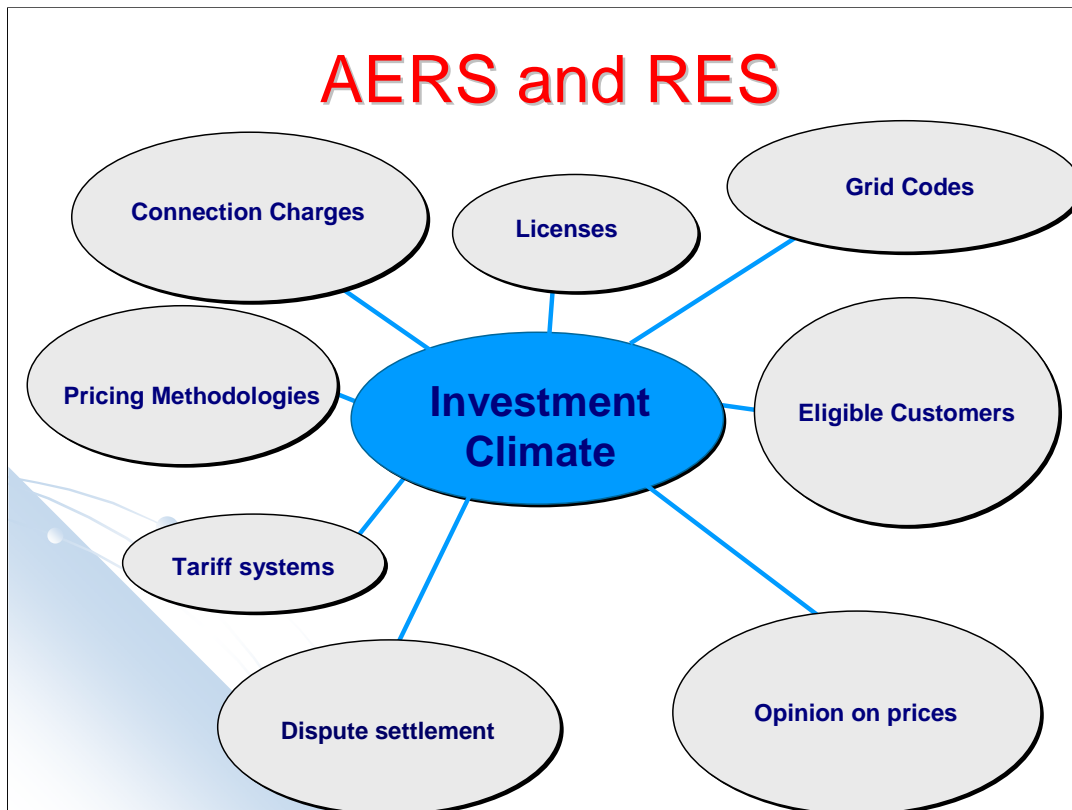 AERS and RES
Connection Charges
Licenses
Grid Codes
Pricing Methodologies
Investment
Climate
Eligible Customers
Tariff systems
Dispute settlement
Opinion on prices